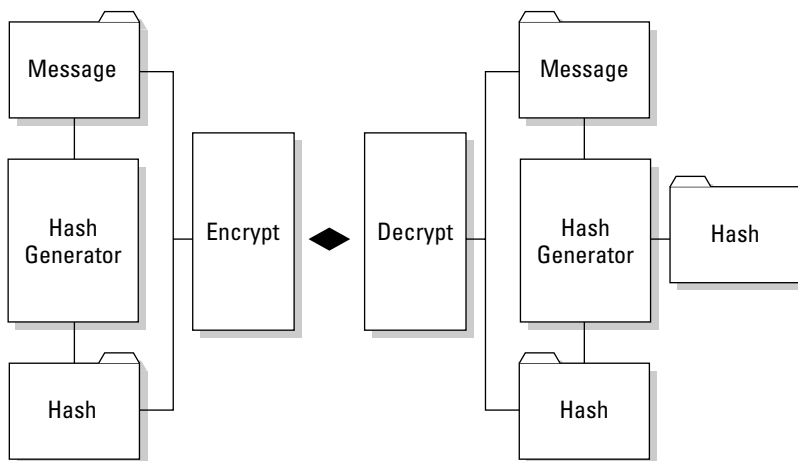 Message
Hash
Generator
Hash
Encrypt
Decrypt
Message
Hash
Generator
Hash
Hash